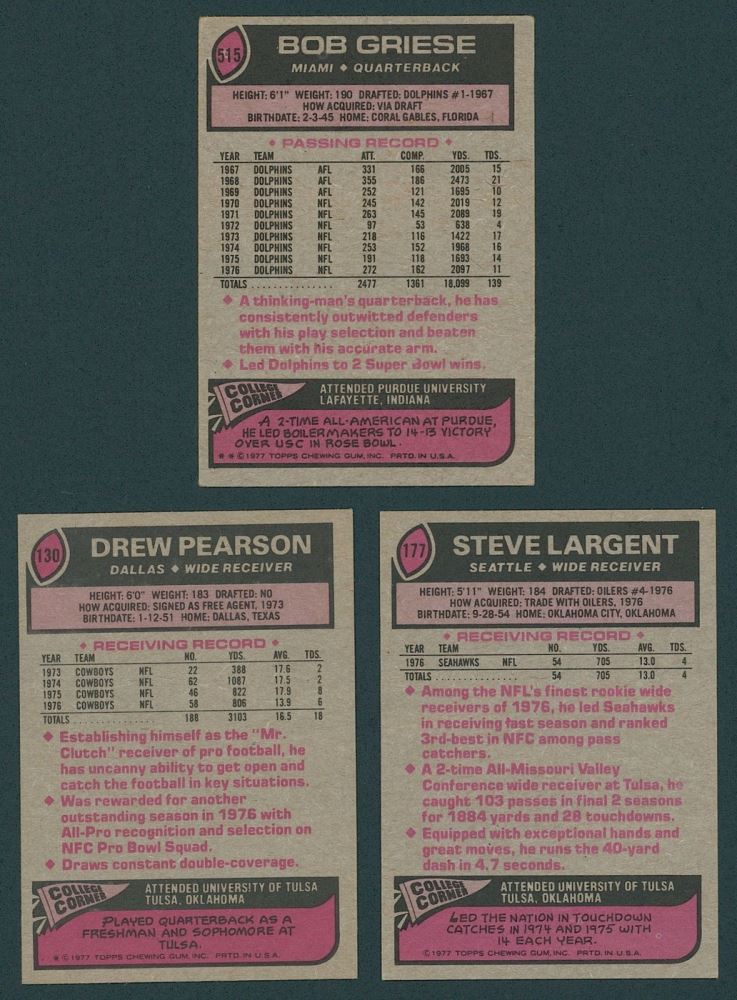 515
BOB GRIESE
MIAMI ◆ QUARTERBACK
HEIGHT: 6'1" WEIGHT: 190 DRAFTED: DOLPHINS #1-1967
HOW ACQUIRED: VIA DRAFT
BIRTHDATE: 2-3-45 HOME: CORAL GABLES, FLORIDA
◆ PASSING RECORD ◆
YEAR TEAM ATT. COMP. YDS. TDS.
1967 DOLPHINS AFL 331 166 2005 15
1968 DOLPHINS AFL 355 186 2473 21
1969 DOLPHINS AFL 252 121 1695 10
1970 DOLPHINS NFL 245 142 2019 12
1971 DOLPHINS NFL 263 145 2089 19
1972 DOLPHINS NFL 97 53 638 4
1973 DOLPHINS NFL 218 116 1422 17
1974 DOLPHINS NFL 253 152 1968 16
1975 DOLPHINS NFL 191 118 1693 14
1976 DOLPHINS NFL 272 162 2097 11
TOTALS .............. 2477 1361 18,099 139
◆ A thinking-man's quarterback, he has
consistently outwitted defenders
with his play selection and beaten
them with his accurate arm.
◆ Led Dolphins to 2 Super Bowl wins.
COLLEGE CORNER
ATTENDED PURDUE UNIVERSITY
LAFAYETTE, INDIANA
A 2-TIME ALL-AMERICAN AT PURDUE,
HE LED BOILERMAKERS TO 14-13 VICTORY
OVER USC IN ROSE BOWL.
* * © 1977 TOPPS CHEWING GUM, INC. PRTD. IN U.S.A.
130
DREW PEARSON
DALLAS ◆ WIDE RECEIVER
HEIGHT: 6'0" WEIGHT: 183 DRAFTED: NO
HOW ACQUIRED: SIGNED AS FREE AGENT, 1973
BIRTHDATE: 1-12-51 HOME: DALLAS, TEXAS
◆ RECEIVING RECORD ◆
YEAR TEAM NO. YDS. AVG. TDS.
1973 COWBOYS NFL 22 388 17.6 2
1974 COWBOYS NFL 62 1087 17.5 2
1975 COWBOYS NFL 46 822 17.9 8
1976 COWBOYS NFL 58 806 13.9 6
TOTALS .............. 188 3103 16.5 18
◆ Establishing himself as the "Mr.
Clutch" receiver of pro football, he
has uncanny ability to get open and
catch the football in key situations.
◆ Was rewarded for another
outstanding season in 1976 with
All-Pro recognition and selection on
NFC Pro Bowl Squad.
◆ Draws constant double-coverage.
COLLEGE CORNER
ATTENDED UNIVERSITY OF TULSA
TULSA, OKLAHOMA
PLAYED QUARTERBACK AS A
FRESHMAN AND SOPHOMORE AT
TULSA.
* © 1977 TOPPS CHEWING GUM, INC. PRTD. IN U.S.A.
177
STEVE LARGENT
SEATTLE ◆ WIDE RECEIVER
HEIGHT: 5'11" WEIGHT: 184 DRAFTED: OILERS #4-1976
HOW ACQUIRED: TRADE WITH OILERS, 1976
BIRTHDATE: 9-28-54 HOME: OKLAHOMA CITY, OKLAHOMA
◆ RECEIVING RECORD ◆
YEAR TEAM NO. YDS. AVG. TDS.
1976 SEAHAWKS NFL 54 705 13.0 4
TOTALS .............. 54 705 13.0 4
◆ Among the NFL's finest rookie wide
receivers of 1976, he led Seahawks
in receiving last season and ranked
3rd-best in NFC among pass
catchers.
◆ A 2-time All-Missouri Valley
Conference wide receiver at Tulsa, he
caught 103 passes in final 2 seasons
for 1884 yards and 28 touchdowns.
◆ Equipped with exceptional hands and
great moves, he runs the 40-yard
dash in 4.7 seconds.
COLLEGE CORNER
ATTENDED UNIVERSITY OF TULSA
TULSA, OKLAHOMA
LED THE NATION IN TOUCHDOWN
CATCHES IN 1974 AND 1975 WITH
14 EACH YEAR.
© 1977 TOPPS CHEWING GUM, INC. PRTD. IN U.S.A.